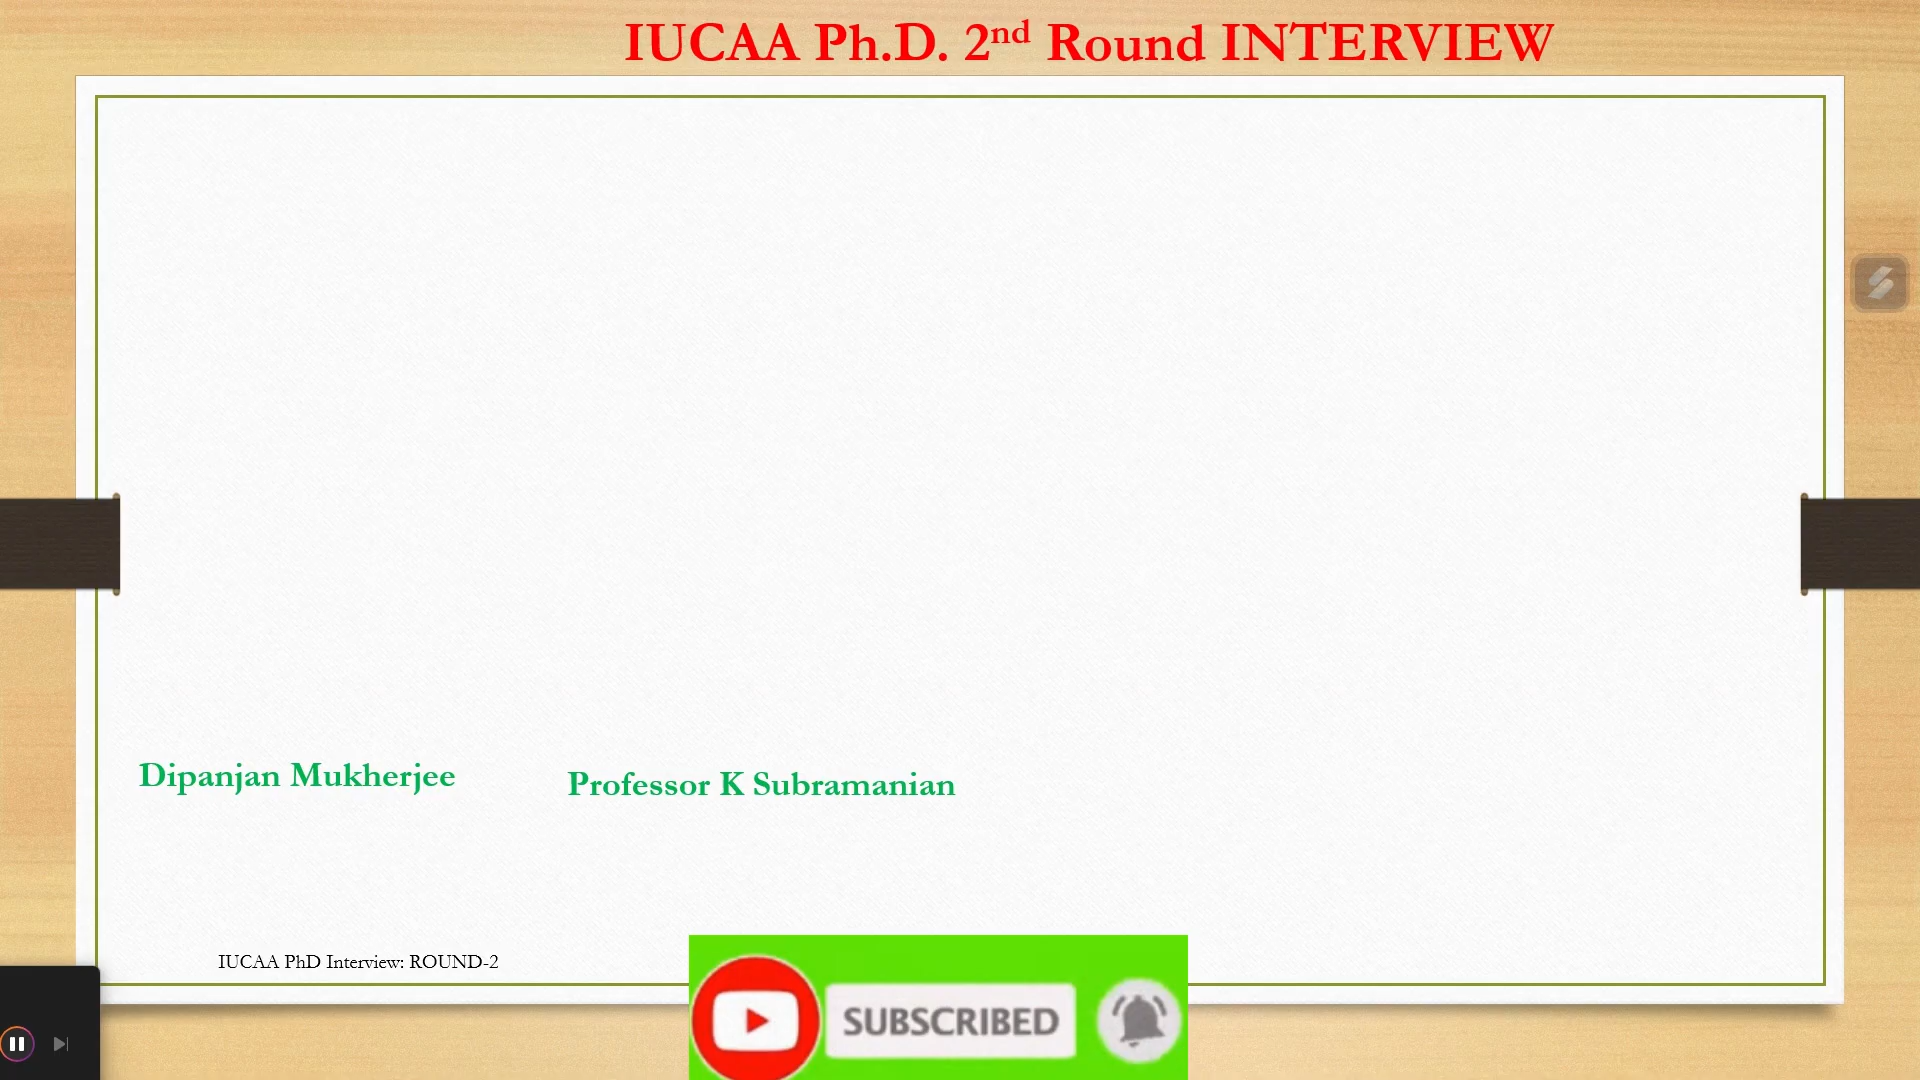 IUCAA Ph.D. 2nd Round INTERVIEW
Dipanjan Mukherjee
Professor K Subramanian
IUCAA PhD Interview: ROUND-2
SUBSCRIBED